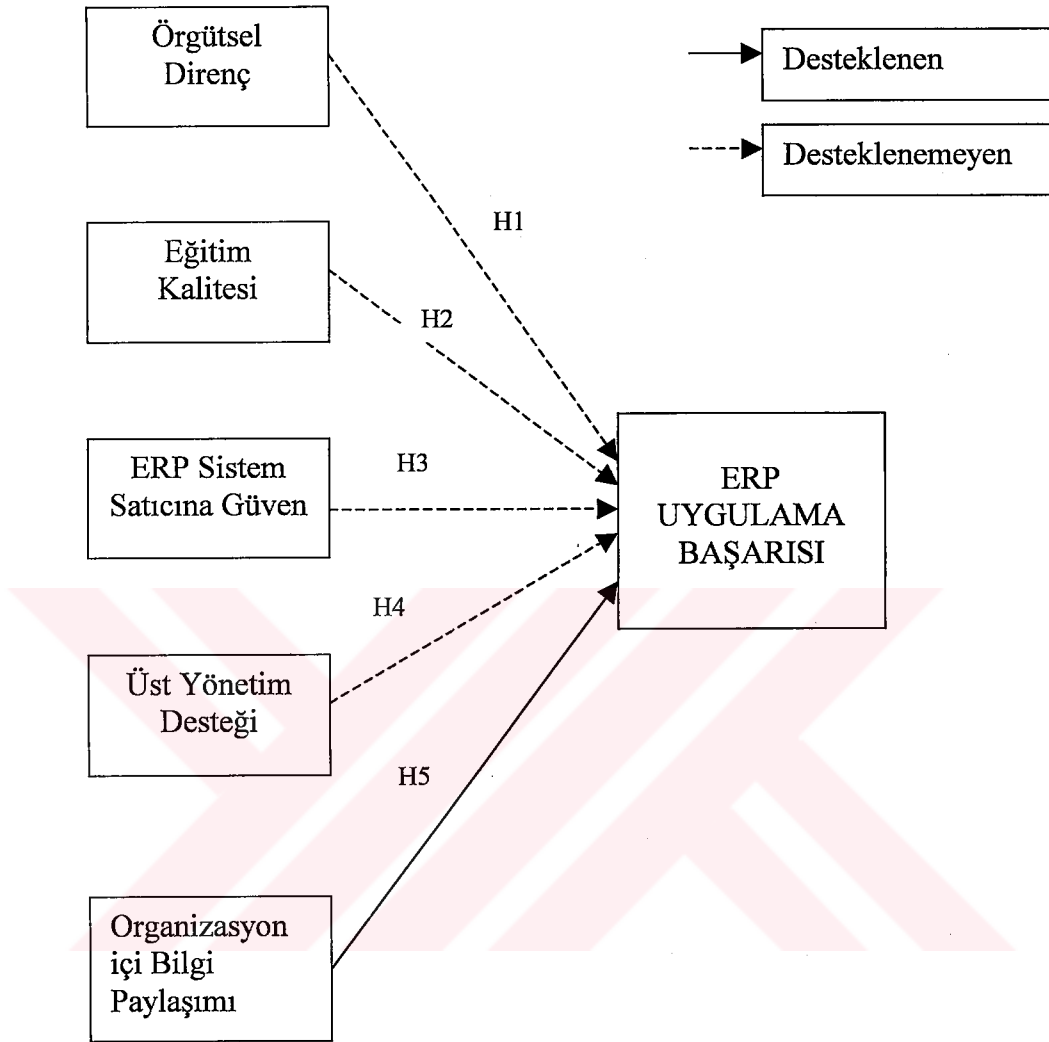 Örgütsel
Direnç
Desteklenen
Desteklenemeyen
H1
Eğitim
Kalitesi
H2
ERP Sistem
Satıcına Güven
H3
ERP
UYGULAMA
BAŞARISI
H4
Üst Yönetim
Desteği
H5
Organizasyon
içi Bilgi
Paylaşımı